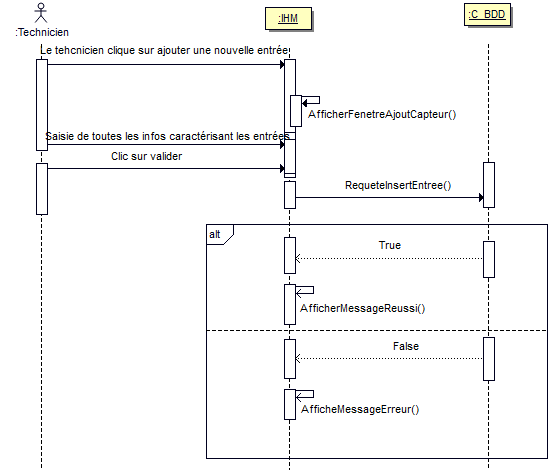 :Technicien
:IHM
:C_BDD
Le tehcnicien clique sur ajouter une nouvelle entrée
AfficherFenetreAjoutCapteur()
Saisie de toutes les infos caractérisant les entrées
Clic sur valider
RequeteInsertEntree()
alt
True
AfficherMessageReussi()
False
AfficheMessageErreur()